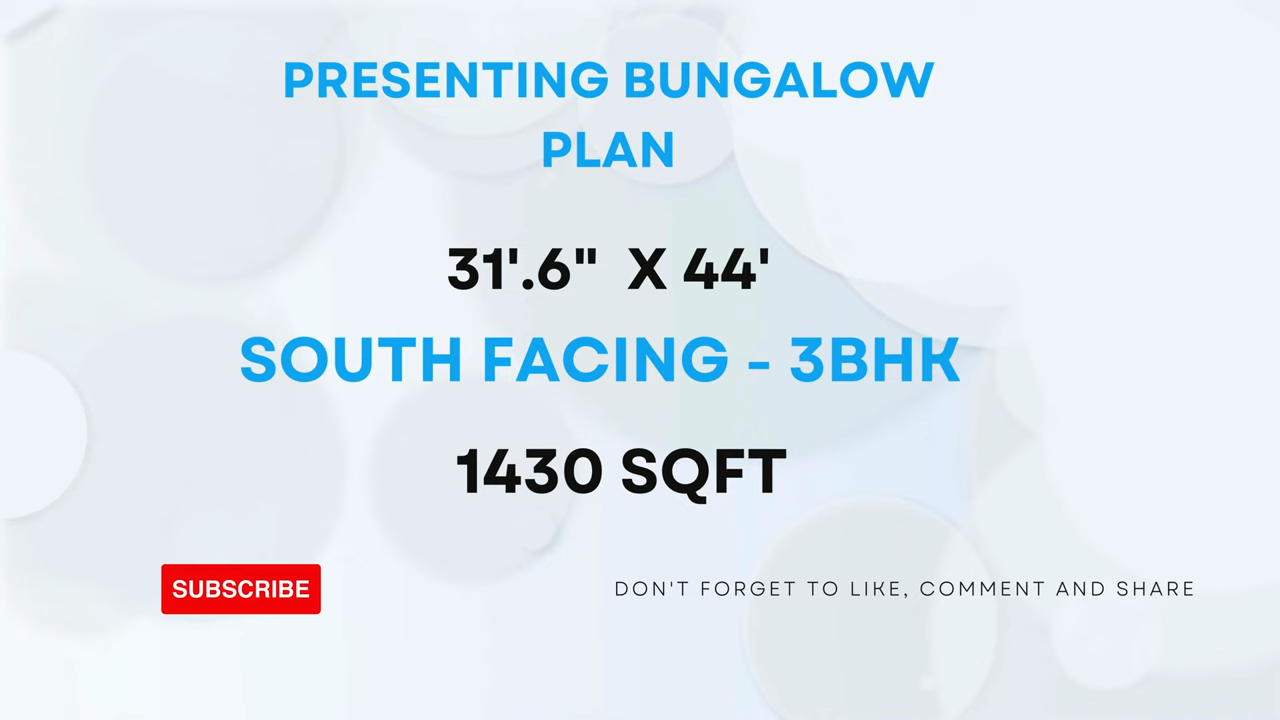 PRESENTING BUNGALOW
PLAN
31'.6" X 44'
SOUTH FACING - 3BHK
1430 SQFT
SUBSCRIBE
DON'T FORGET TO LIKE, COMMENT AND SHARE